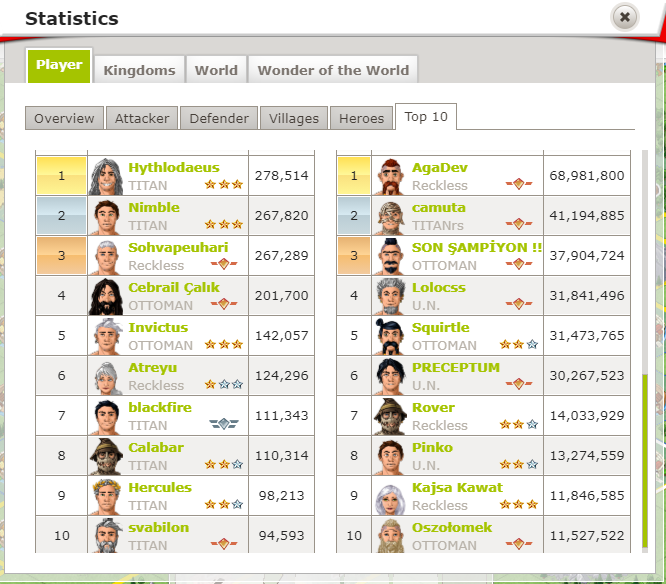 Statistics
Player Kingdoms World Wonder of the World
Overview Attacker Defender Villages Heroes Top 10
1 Hythlodaeus 278,514
TITAN
2 Nimble 267,820
TITAN
3 Sohvapeuhari 267,289
Reckless
4 Cebrail Çalık 201,700
OTTOMAN
5 Invictus 142,057
OTTOMAN
6 Atreyu 124,296
Reckless
7 blackfire 111,343
TITAN
8 Calabar 110,314
TITAN
9 Hercules 98,213
TITAN
10 svabilon 94,593
TITAN
1 AgaDev 68,981,800
Reckless
2 camuta 41,194,885
TITANrs
3 SON ŞAMPİYON !! 37,904,724
OTTOMAN
4 Lolocss 31,841,496
U.N.
5 Squirtle 31,473,765
OTTOMAN
6 PRECEPTUM 30,267,523
U.N.
7 Rover 14,033,929
Reckless
8 Pinko 13,274,559
U.N.
9 Kajsa Kawat 11,846,585
Reckless
10 Oszołomek 11,527,522
OTTOMAN